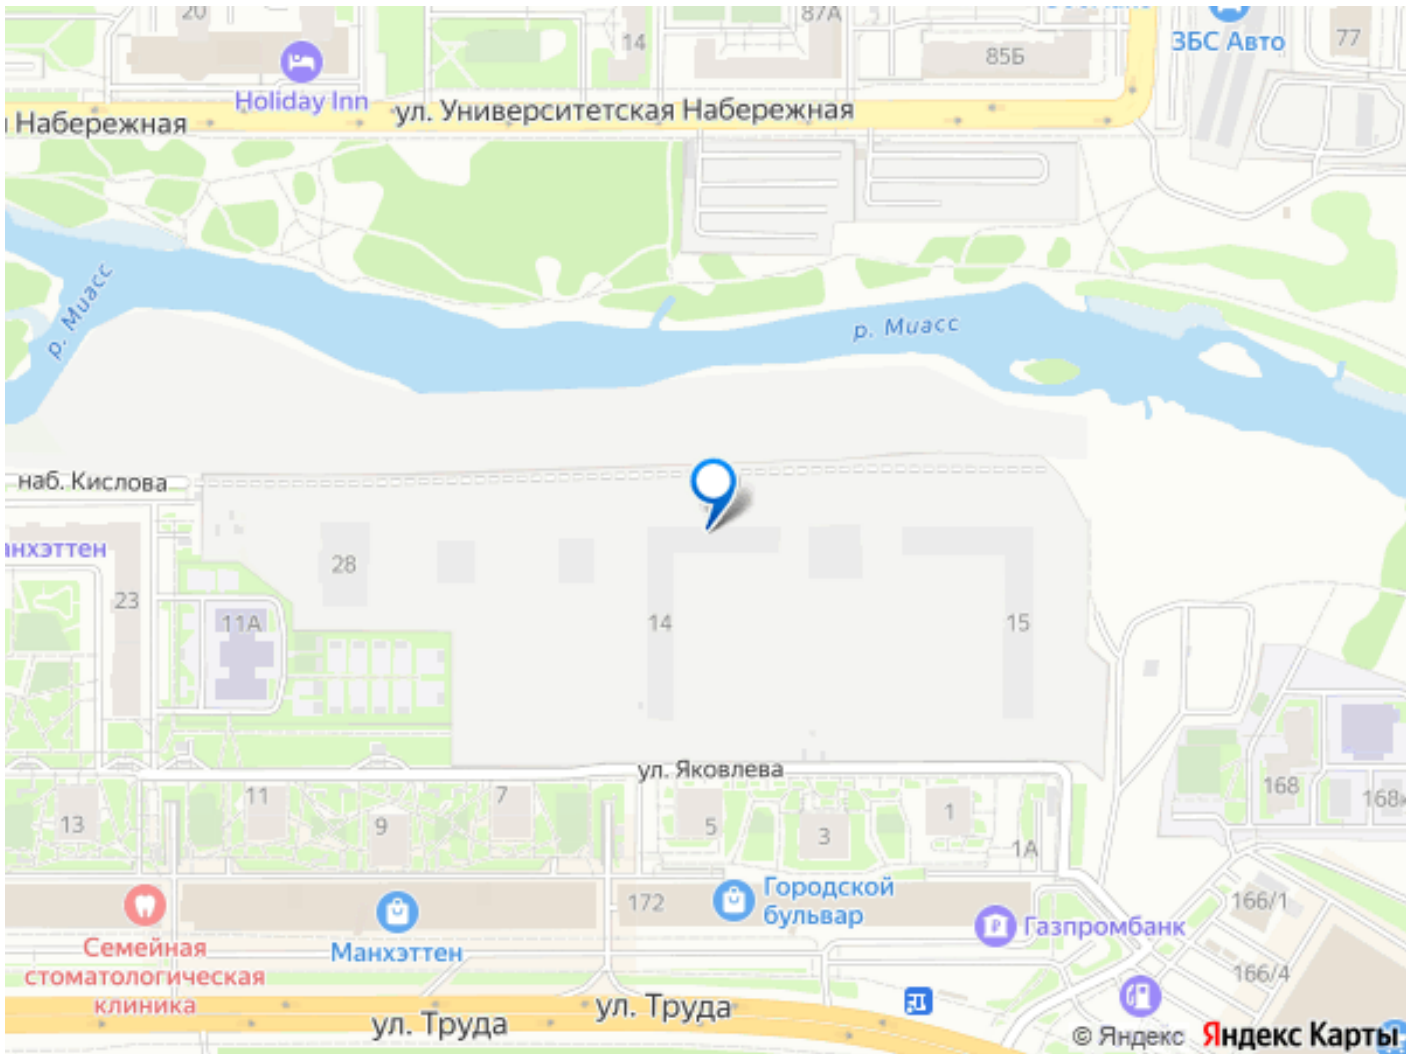 20
14
87А
85Б
ЗБС Авто
77
Holiday Inn
ул. Университетская Набережная
Набережная
р. Миасс
р. Миасс
наб. Кислова
анхэттен
28
23
11А
14
15
ул. Яковлева
13
11
9
7
5
3
1
1А
168
168к
172
Городской
бульвар
Манхэттен
Семейная
стоматологическая
клиника
Газпромбанк
166/1
166/4
ул. Труда
ул. Труда
© Яндекс Яндекс Карты